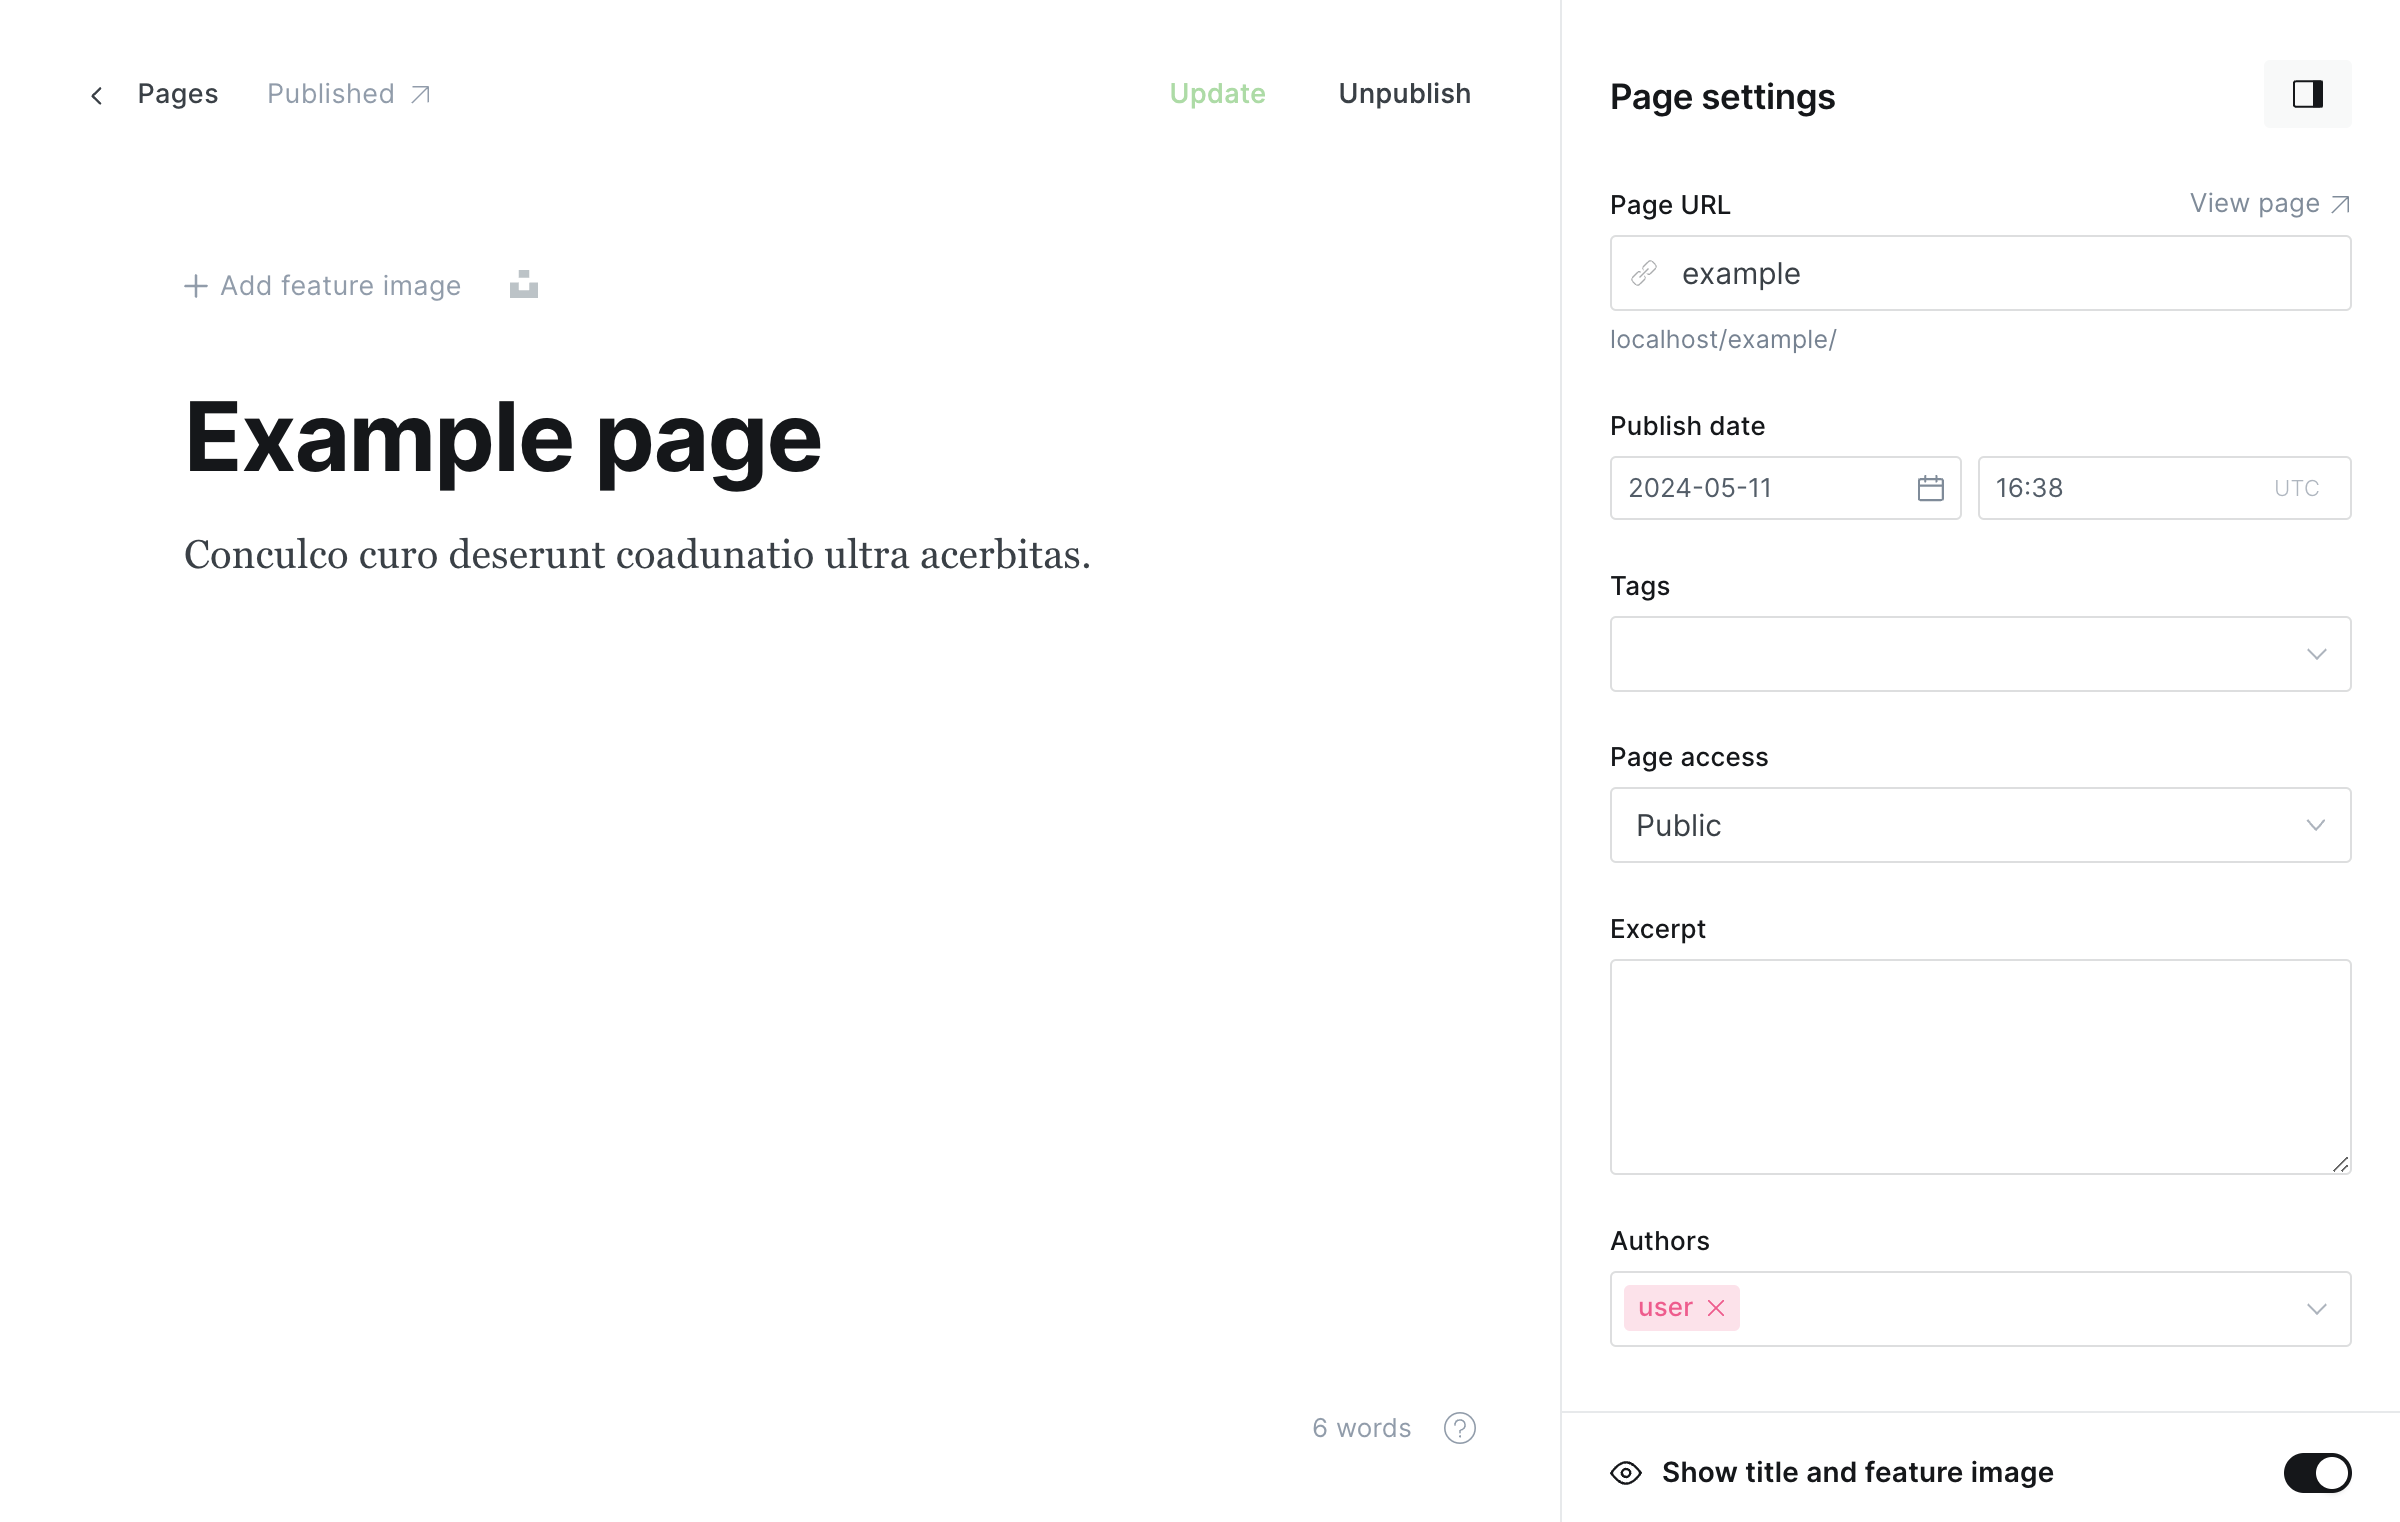 Pages
Published
Update
Unpublish
Add feature image
Example page
Conculco curo deserunt coadunatio ultra acerbitas.
6 words
?
Page settings
Page URL
View page
example
localhost/example/
Publish date
2024-05-11
16:38
UTC
Tags
Page access
Public
Excerpt
Authors
user
Show title and feature image